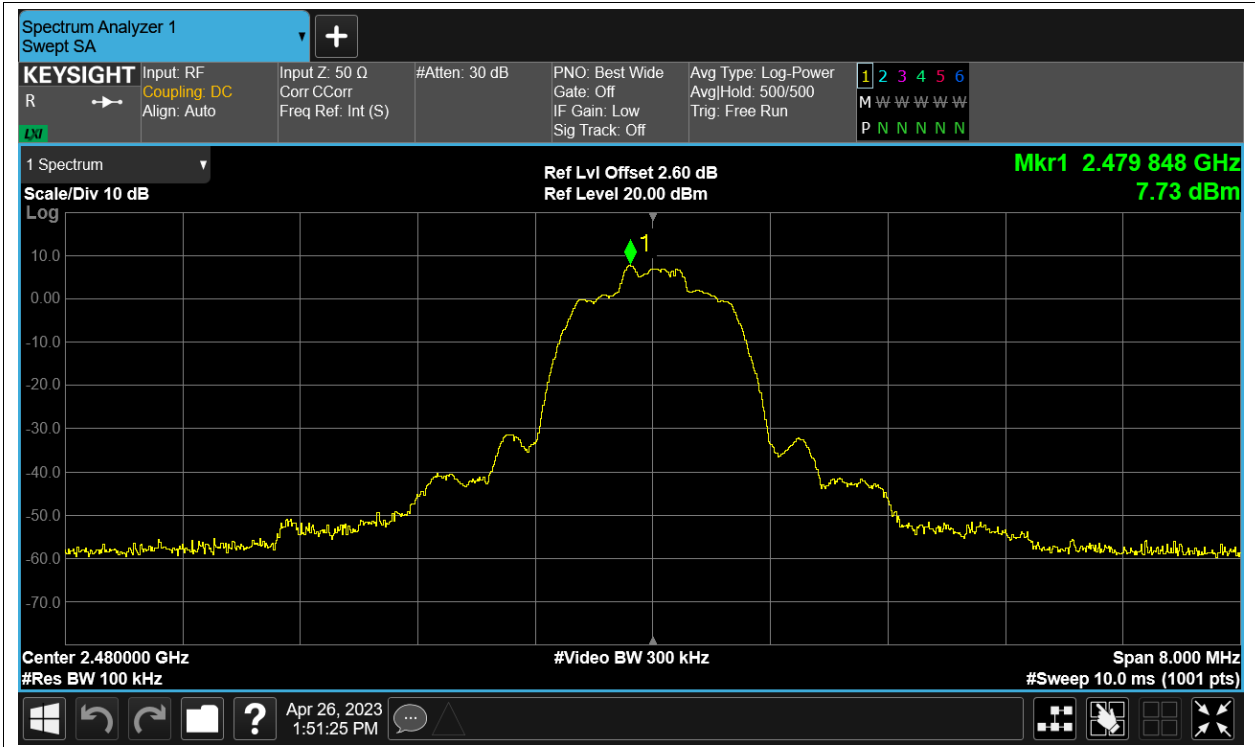 Spectrum Analyzer 1
Swept SA
+
KEYSIGHT
R
LXI
Input: RF
Coupling: DC
Align: Auto
Input Z: 50 Ω
Corr CCorr
Freq Ref: Int (S)
#Atten: 30 dB
PNO: Best Wide
Gate: Off
IF Gain: Low
Sig Track: Off
Avg Type: Log-Power
Avg|Hold: 500/500
Trig: Free Run
1 2 3 4 5 6
M W W W W W W
P N N N N N
1 Spectrum
Scale/Div 10 dB
Log
Ref Lvl Offset 2.60 dB
Ref Level 20.00 dBm
Mkr1 2.479 848 GHz
7.73 dBm
1
10.0
0.00
-10.0
-20.0
-30.0
-40.0
-50.0
-60.0
-70.0
Center 2.480000 GHz
#Res BW 100 kHz
#Video BW 300 kHz
Span 8.000 MHz
#Sweep 10.0 ms (1001 pts)
?
Apr 26, 2023
1:51:25 PM